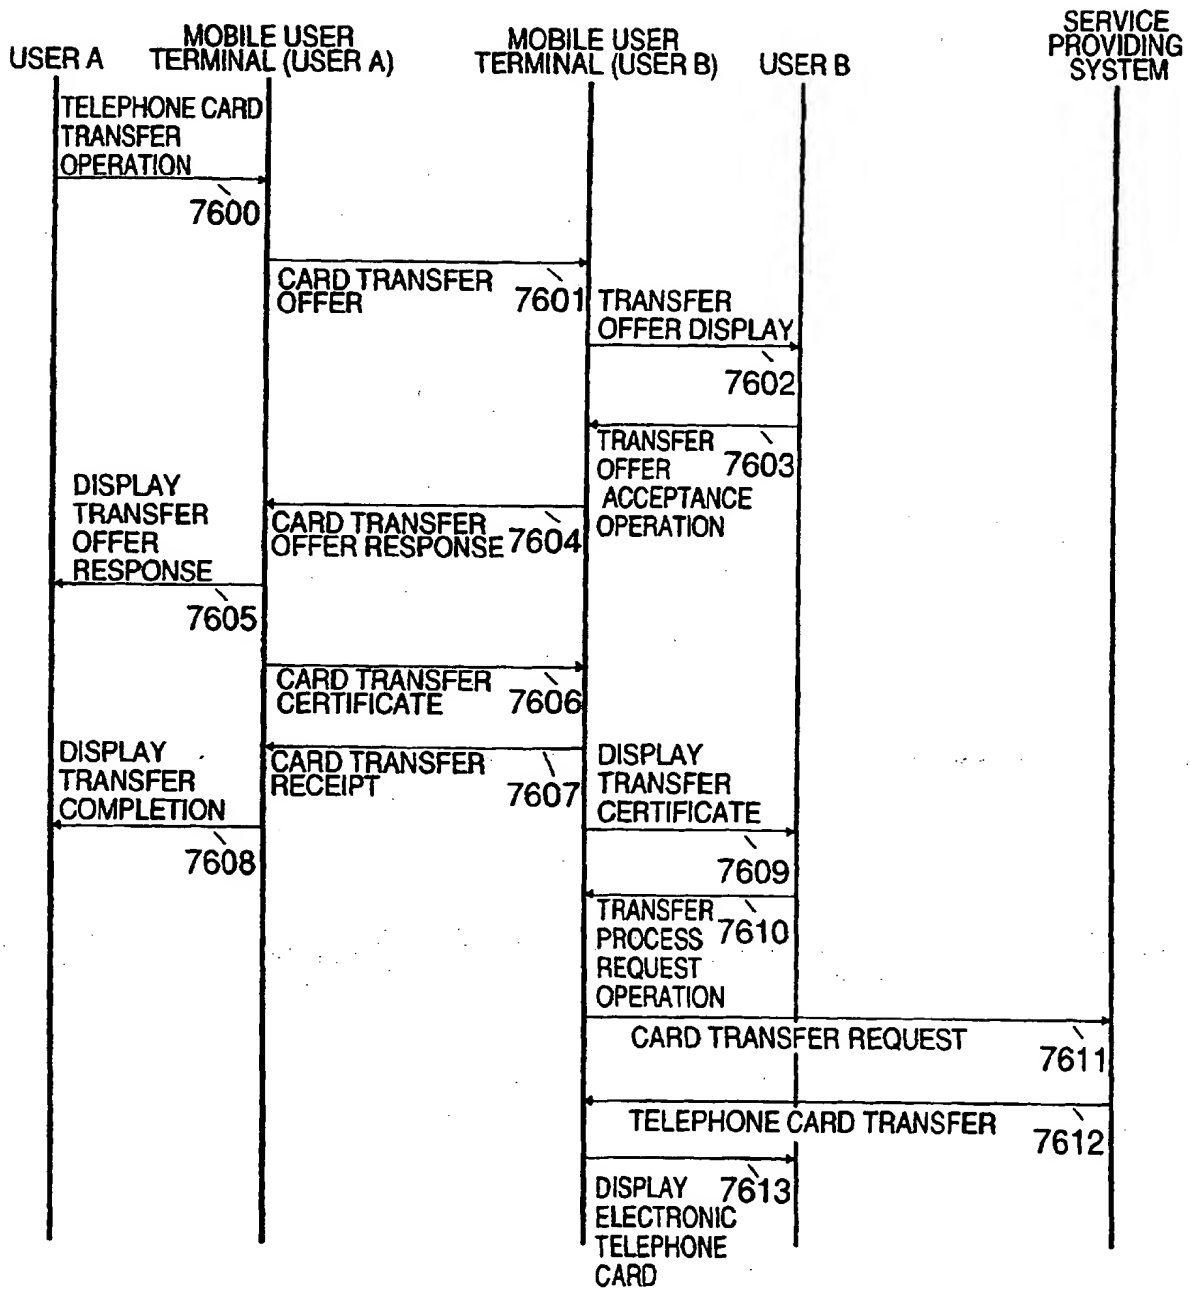 USER A
MOBILE USER
TERMINAL (USER A)
MOBILE USER
TERMINAL (USER B)
USER B
SERVICE
PROVIDING
SYSTEM
TELEPHONE CARD
TRANSFER
OPERATION
7600
CARD TRANSFER
OFFER
7601
TRANSFER
OFFER DISPLAY
7602
TRANSFER
OFFER
ACCEPTANCE
OPERATION
7603
CARD TRANSFER
OFFER RESPONSE
7604
DISPLAY
TRANSFER
OFFER
RESPONSE
7605
CARD TRANSFER
CERTIFICATE
7606
CARD TRANSFER
RECEIPT
7607
DISPLAY
TRANSFER
COMPLETION
7608
DISPLAY
TRANSFER
CERTIFICATE
7609
TRANSFER
PROCESS
REQUEST
OPERATION
7610
CARD TRANSFER REQUEST
7611
TELEPHONE CARD TRANSFER
7612
DISPLAY
ELECTRONIC
TELEPHONE
CARD
7613